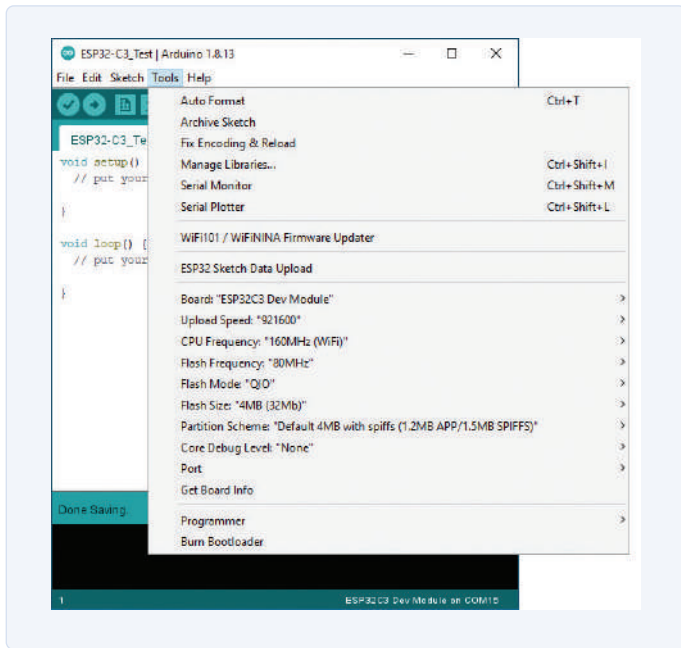 ESP32-C3_Test | Arduino 1.8.13
File Edit Sketch Tools Help
ESP32-C3_Te
void setup()
// put your
}
void loop() {
// put your
}
Auto Format Ctrl+T
Archive Sketch
Fix Encoding & Reload
Manage Libraries... Ctrl+Shift+I
Serial Monitor Ctrl+Shift+M
Serial Plotter Ctrl+Shift+L
WiFi101 / WiFiNINA Firmware Updater
ESP32 Sketch Data Upload
Board: "ESP32C3 Dev Module"
Upload Speed: "921600"
CPU Frequency: "160MHz (WiFi)"
Flash Frequency: "80MHz"
Flash Mode: "QIO"
Flash Size: "4MB (32Mb)"
Partition Scheme: "Default 4MB with spiffs (1.2MB APP/1.5MB SPIFFS)"
Core Debug Level: "None"
Port
Get Board Info
Programmer
Burn Bootloader
Done Saving.
1 ESP32C3 Dev Module on COM16